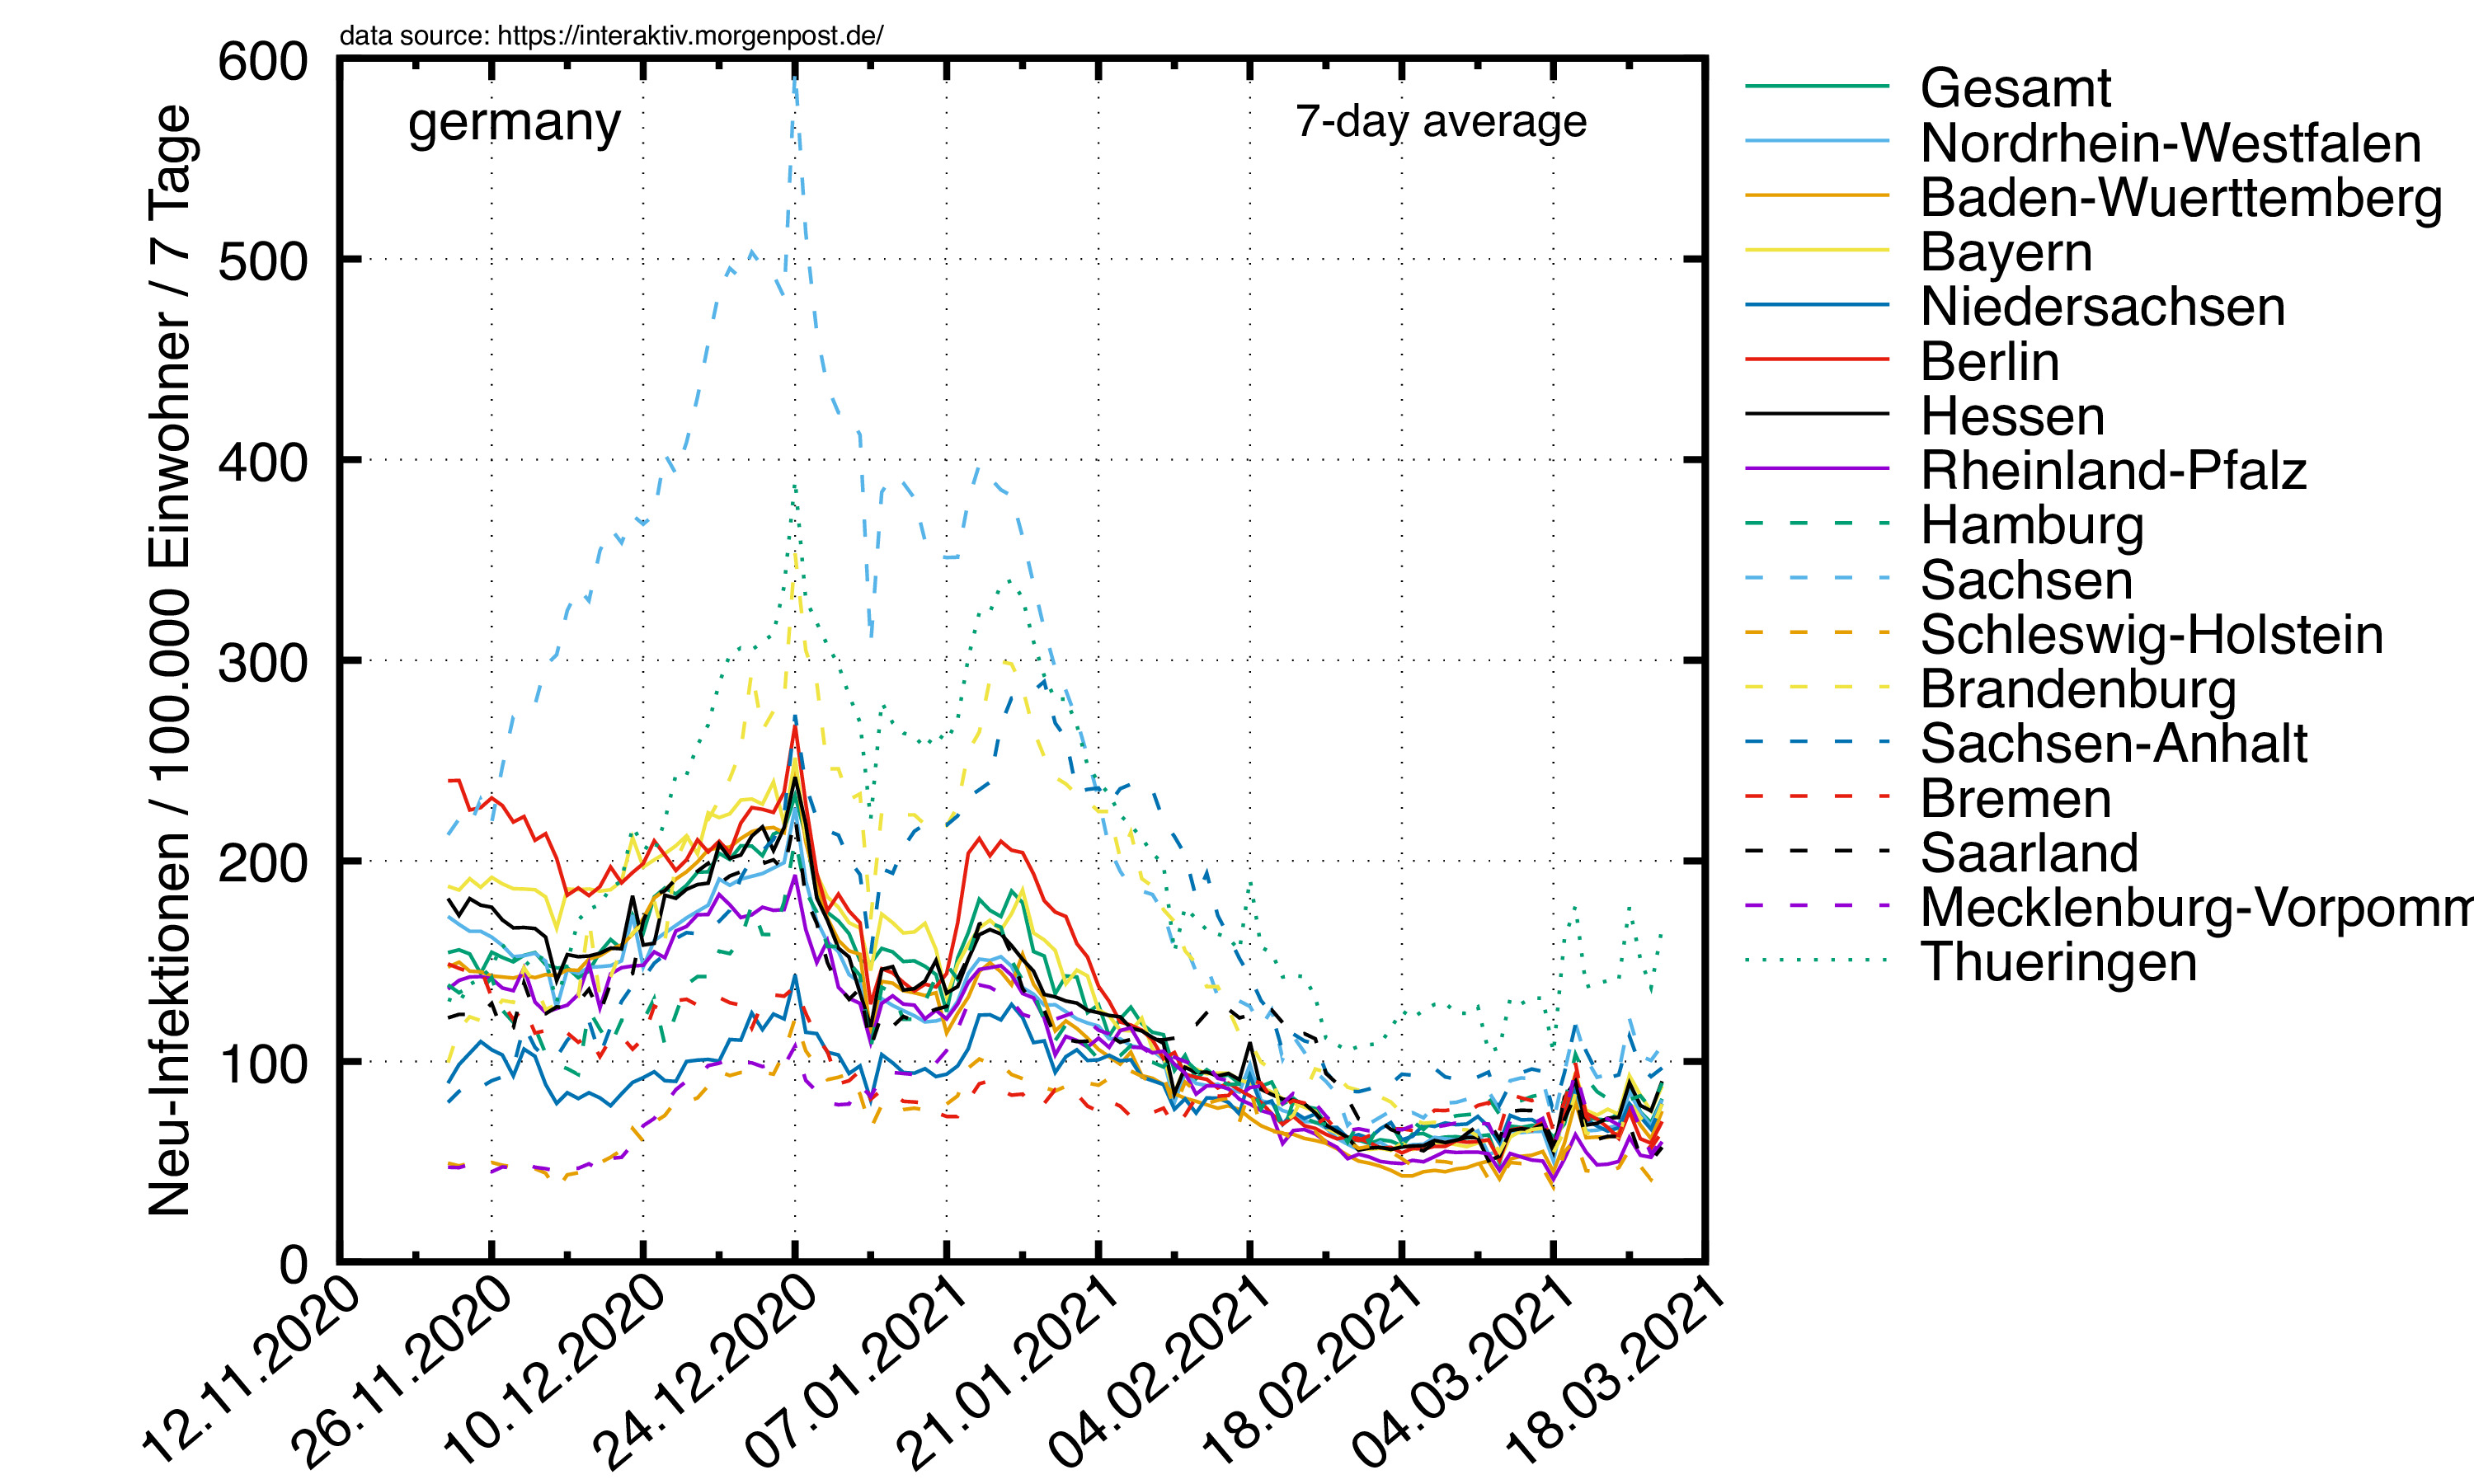 data source: https://interaktiv.morgenpost.de/
germany
7-day average
Neu-Infektionen / 100.000 Einwohner / 7 Tage
600
500
400
300
200
100
0
12.11.2020
26.11.2020
10.12.2020
24.12.2020
07.01.2021
21.01.2021
04.02.2021
18.02.2021
04.03.2021
18.03.2021
Gesamt
Nordrhein-Westfalen
Baden-Wuerttemberg
Bayern
Niedersachsen
Berlin
Hessen
Rheinland-Pfalz
Hamburg
Sachsen
Schleswig-Holstein
Brandenburg
Sachsen-Anhalt
Bremen
Saarland
Mecklenburg-Vorpomm
Thueringen